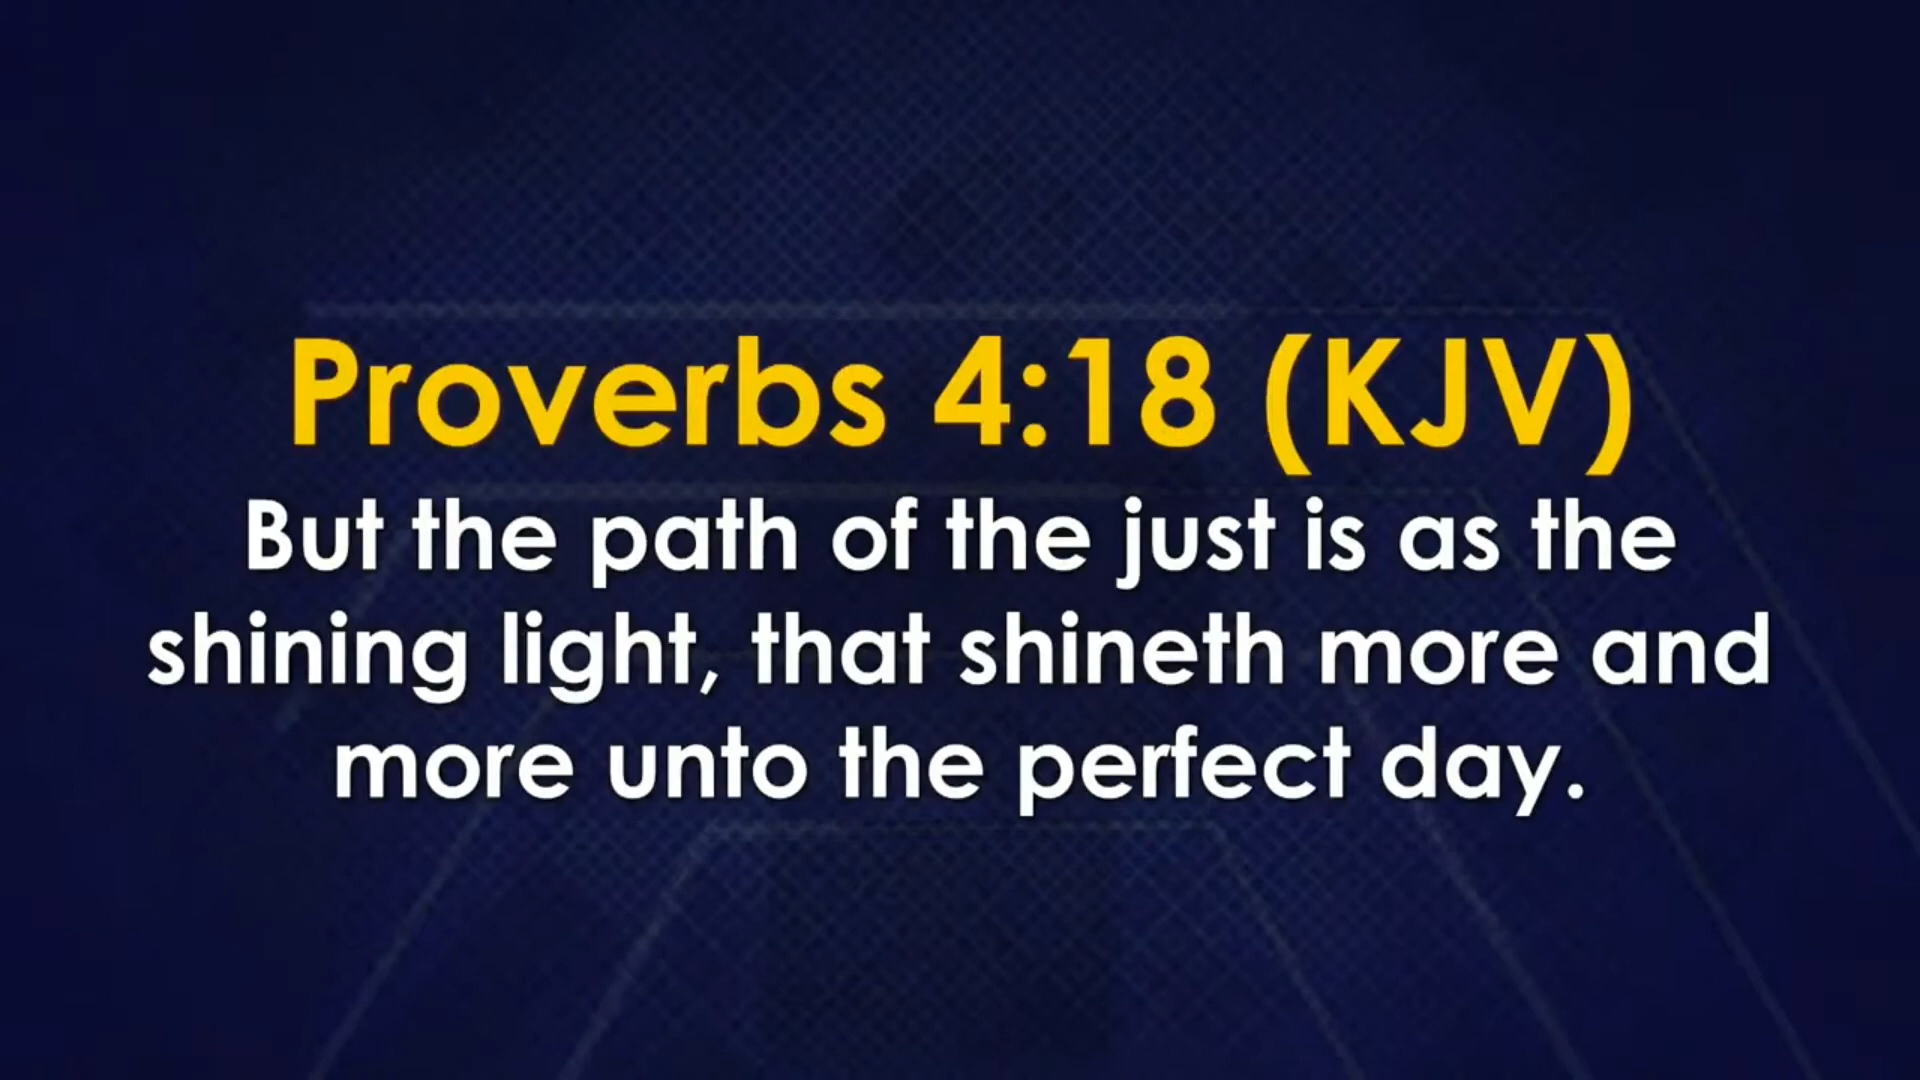 Proverbs 4:18 (KJV)
But the path of the just is as the
shining light, that shineth more and
more unto the perfect day.